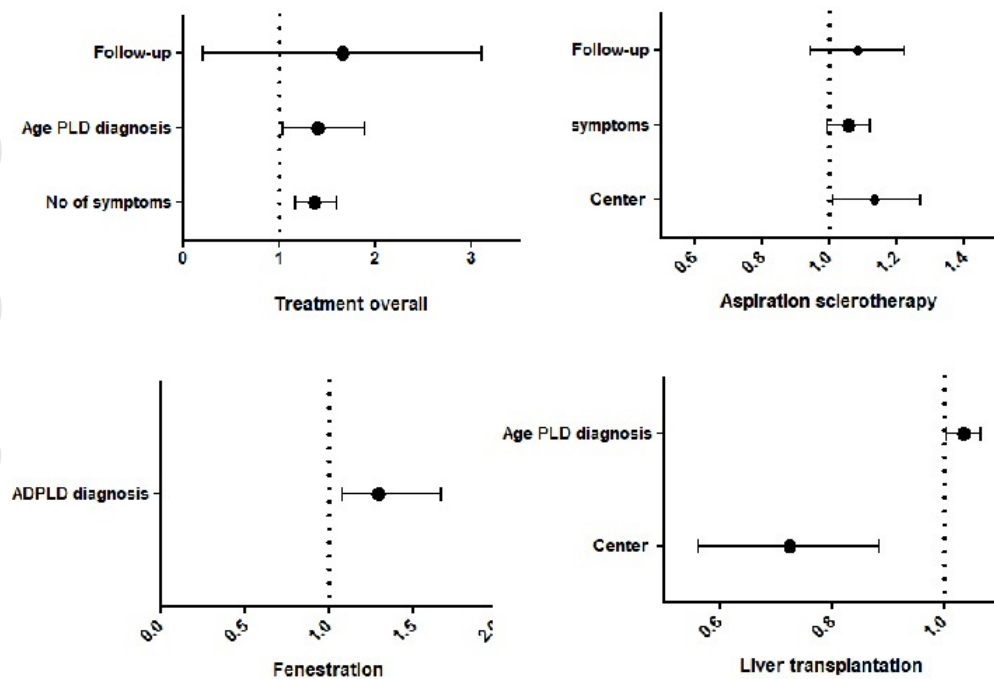 Follow-up
Age PLD diagnosis
No of symptoms
0 1 2 3
Treatment overall
Follow-up
symptoms
Center
0.6 0.8 1.0 1.2 1.4
Aspiration sclerotherapy
ADPLD diagnosis
0.0 0.5 1.0 1.5 2.0
Fenestration
Age PLD diagnosis
Center
0.6 0.8 1.0
Liver transplantation